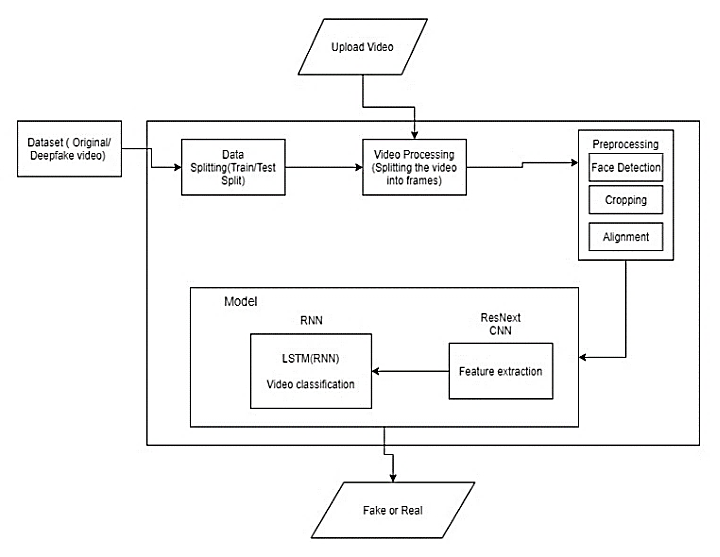 Upload Video
Dataset ( Original/
Deepfake video)
Data
Splitting(Train/Test
Split)
Video Processing
(Splitting the video
into frames)
Preprocessing
Face Detection
Cropping
Alignment
Model
RNN
LSTM(RNN)
Video classification
ResNext
CNN
Feature extraction
Fake or Real